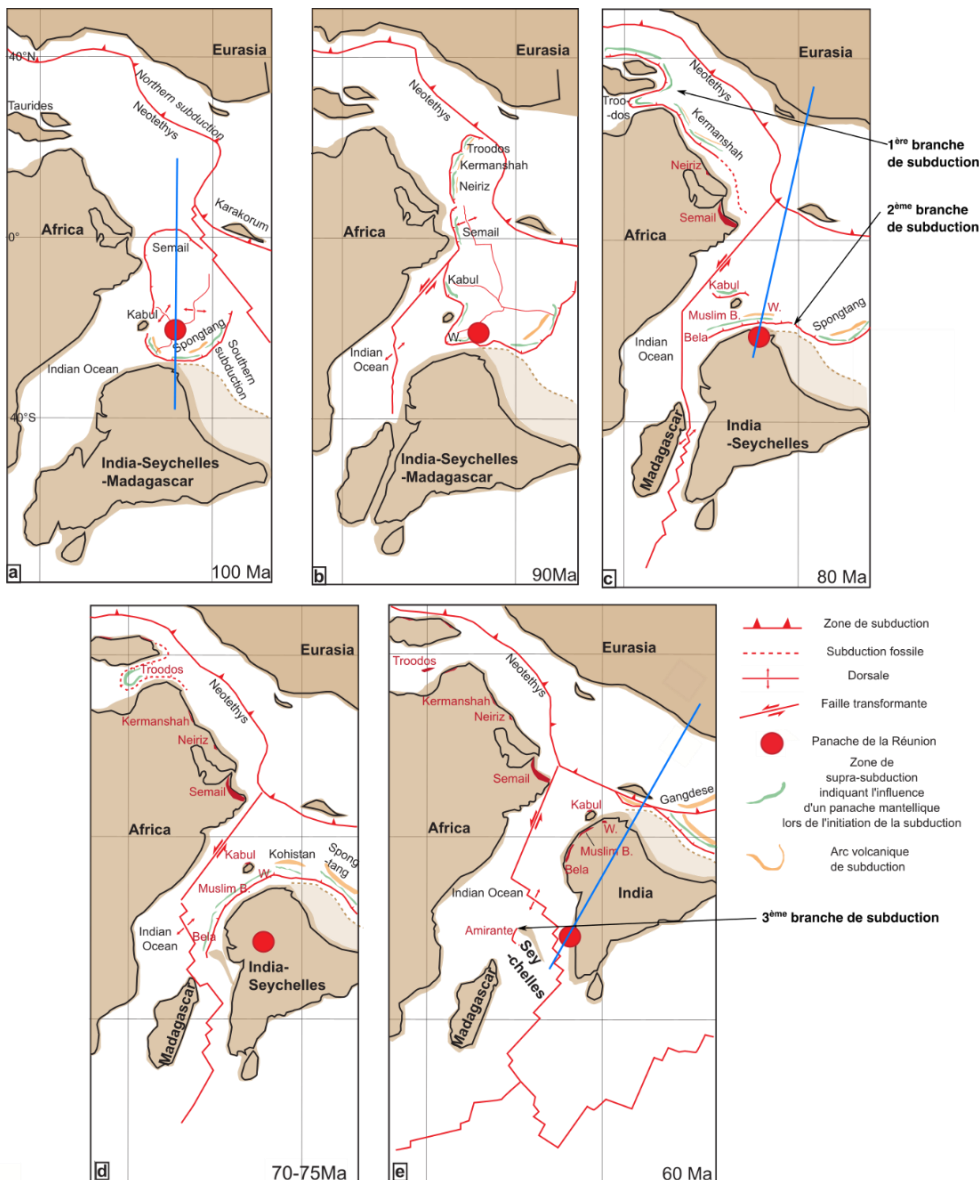 40°N
Eurasia
Northern subduction
Neotethys
Taurides
Karakorum
Africa
0°
Semail
Kabul
Spongtang
Southern
subduction
Indian Ocean
40°S
India-Seychelles
-Madagascar
a
100 Ma
Eurasia
Neotethys
Troodos
Kermanshah
Neiriz
Africa
Semail
Kabul
W.
Indian
Ocean
India-Seychelles
-Madagascar
b
90Ma
Eurasia
Neotethys
Troo-
-dos
Kermanshah
Neiriz
Semail
Africa
Kabul
W.
Muslim B.
Spongtang
Bela
Indian Ocean
Madagascar
India
-Seychelles
c
80 Ma
1ère branche
de subduction
2ème branche
de subduction
Eurasia
Troodos
Neotethys
Kermanshah
Neiriz
Semail
Africa
Kabul
Kohistan
Spong
-tang
W.
Muslim B.
Indian
Ocean
Bela
India-
Seychelles
Madagascar
d
70-75Ma
Eurasia
Troodos
Neotethys
Kermanshah
Neiriz
Semail
Gangdese
Africa
Kabul
W.
Muslim B.
Bela
India
Indian Ocean
Amirante
Sey
-chelles
Madagascar
e
60 Ma
3ème branche de subduction
Zone de subduction
Subduction fossile
Dorsale
Faille transformante
Panache de la Réunion
Zone de
supra-subduction
indiquant l'influence
d'un panache mantellique
lors de l'initiation de la subduction
Arc volcanique
de subduction